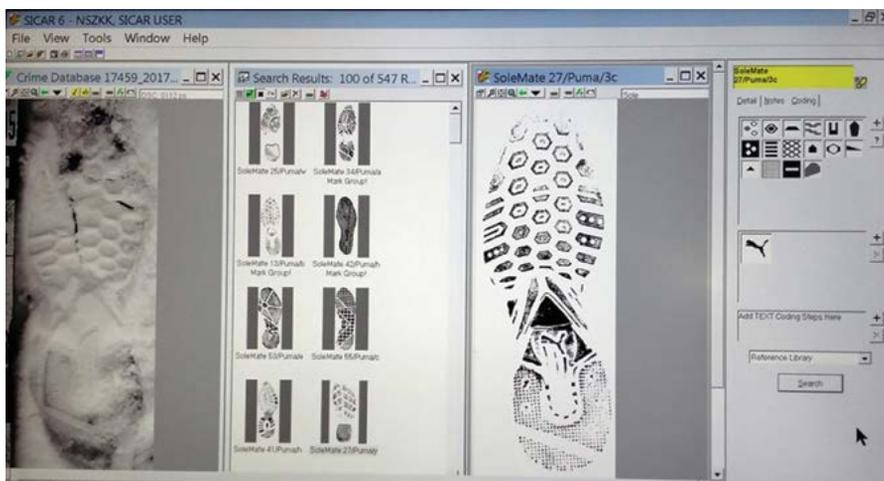 SICAR 6 - NSZKK, SICAR USER
File View Tools Window Help
Crime Database 17459_2017...
Search Results: 100 of 547 R...
SoleMate 27/Puma/3c
SoleMate
27/Puma/3c
Sole
Detail Notes Coding
SoleMate 34/Puma/a
Mark Group!
SoleMate 13/Puma/b
Mark Group!
SoleMate 42/Puma/h
Mark Group!
SoleMate 53/Puma/e
SoleMate 55/Puma/c
SoleMate 41/Puma/h
SoleMate 27/Puma/y
Add TEXT Coding Steps Here
Reference Library
Search